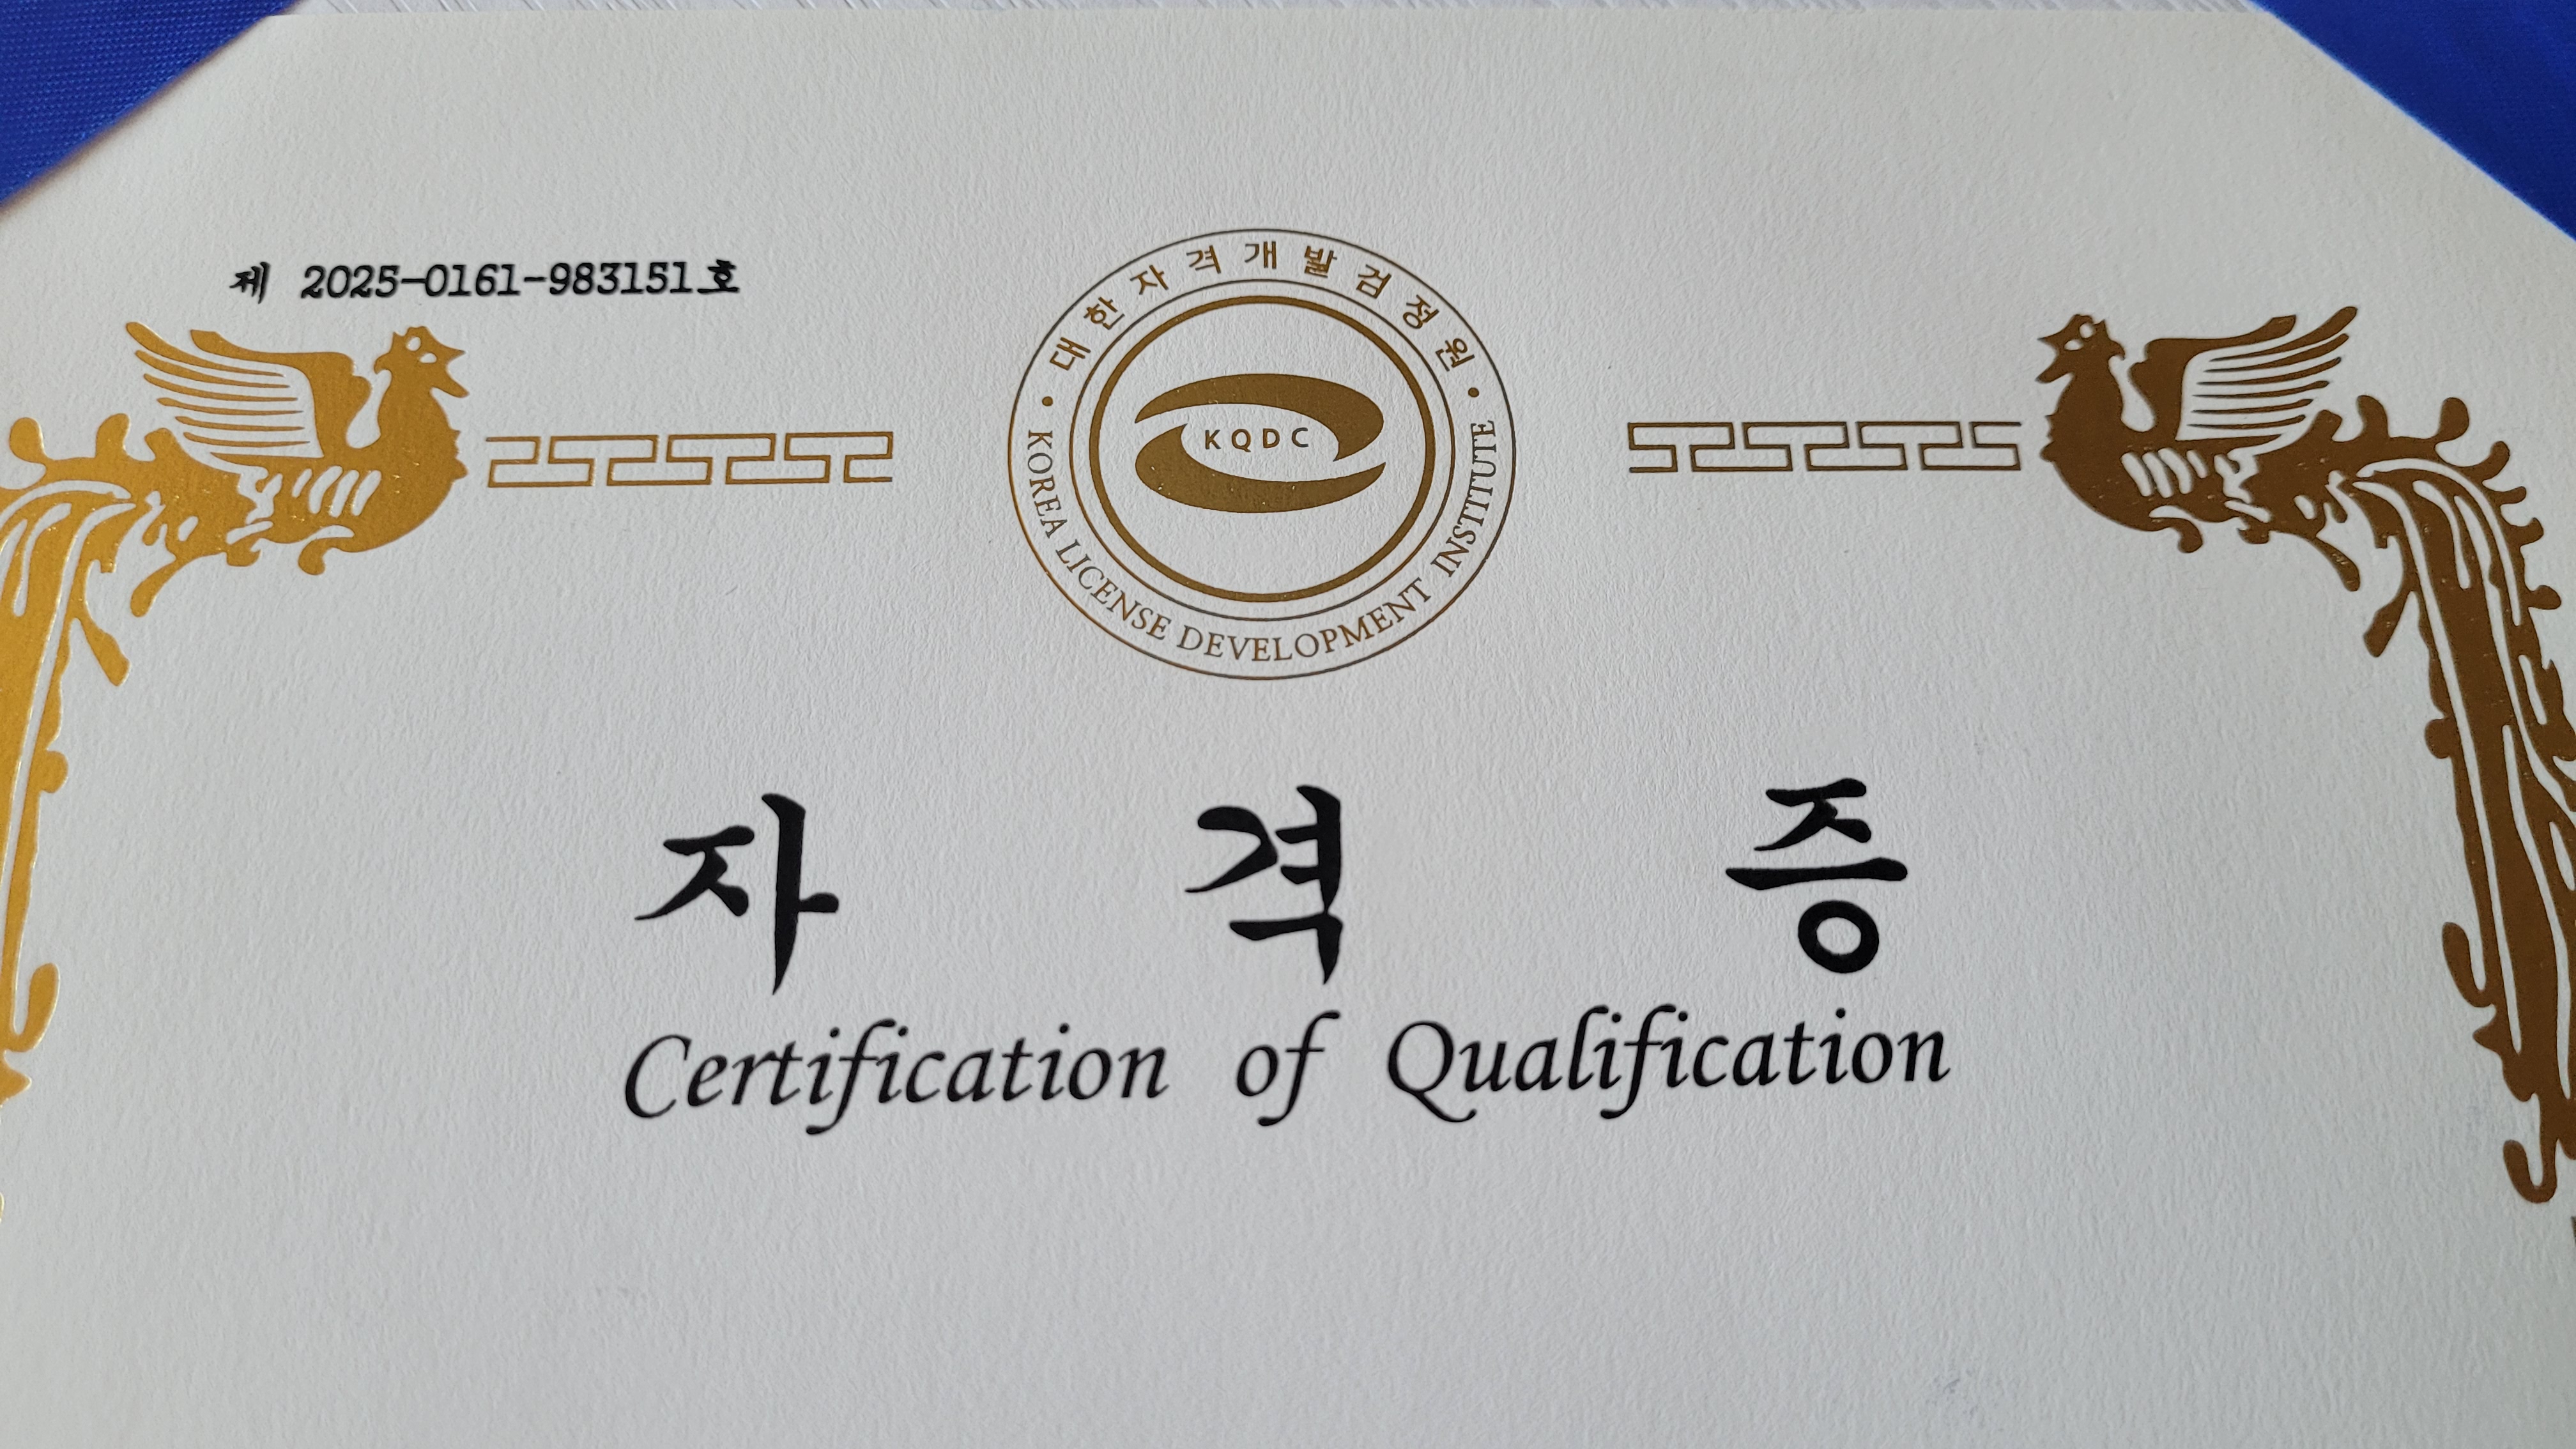 제 2025-0161-983151호
대한자격개발검정원
KQDC
KOREA LICENSE DEVELOPMENT INSTITUTE
자 격 증
Certification of Qualification